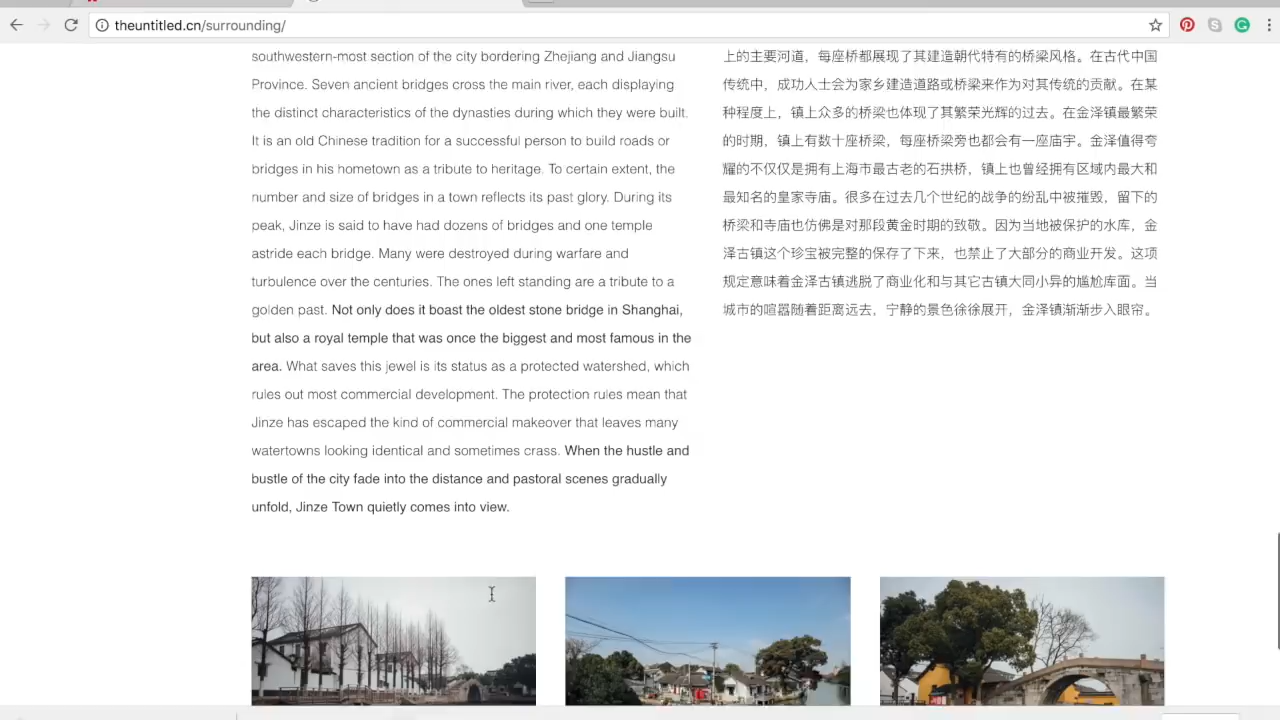 theuntitled.cn/surrounding/
southwestern-most section of the city bordering Zhejiang and Jiangsu
Province. Seven ancient bridges cross the main river, each displaying
the distinct characteristics of the dynasties during which they were built.
It is an old Chinese tradition for a successful person to build roads or
bridges in his hometown as a tribute to heritage. To certain extent, the
number and size of bridges in a town reflects its past glory. During its
peak, Jinze is said to have had dozens of bridges and one temple
astride each bridge. Many were destroyed during warfare and
turbulence over the centuries. The ones left standing are a tribute to a
golden past. Not only does it boast the oldest stone bridge in Shanghai,
but also a royal temple that was once the biggest and most famous in the
area. What saves this jewel is its status as a protected watershed, which
rules out most commercial development. The protection rules mean that
Jinze has escaped the kind of commercial makeover that leaves many
watertowns looking identical and sometimes crass. When the hustle and
bustle of the city fade into the distance and pastoral scenes gradually
unfold, Jinze Town quietly comes into view.
上的主要河道，每座桥都展现了其建造朝代特有的桥梁风格。在古代中国
传统中，成功人士会为家乡建造道路或桥梁来作为对其传统的贡献。在某
种程度上，镇上众多的桥梁也体现了其繁荣光辉的过去。在金泽镇最繁荣
的时期，镇上有数十座桥梁，每座桥梁旁也都会有一座庙宇。金泽值得夸
耀的不仅仅是拥有上海市最古老的石拱桥，镇上也曾经拥有区域内最大和
最知名的皇家寺庙。很多在过去几个世纪的战争的纷乱中被摧毁，留下的
桥梁和寺庙也仿佛是对那段黄金时期的致敬。因为当地被保护的水库，金
泽古镇这个珍宝被完整的保存了下来，也禁止了大部分的商业开发。这项
规定意味着金泽古镇逃脱了商业化和与其它古镇大同小异的尴尬库面。当
城市的喧嚣随着距离远去，宁静的景色徐徐展开，金泽镇渐渐步入眼帘。